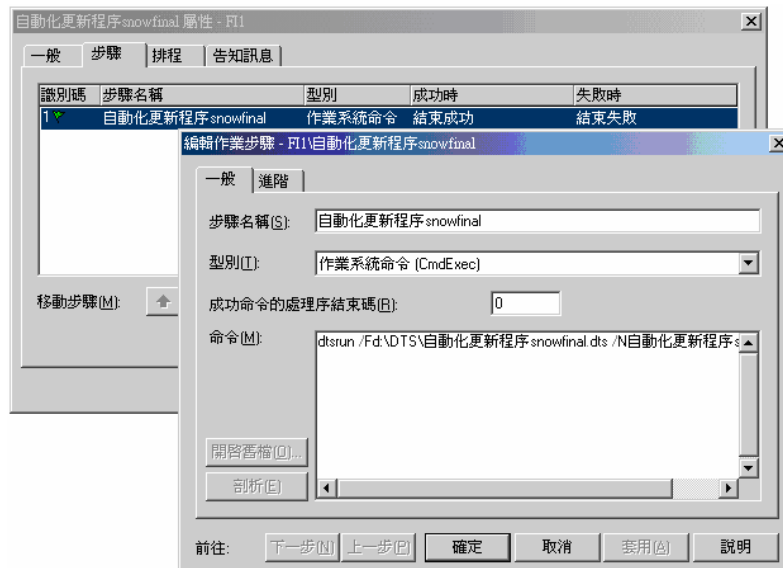 自動化更新程序snowfinal 屬性 - FI1
一般 步驟 排程 告知訊息
識別碼 步驟名稱 型別 成功時 失敗時
1 自動化更新程序snowfinal 作業系統命令 結束成功 結束失敗
移動步驟(M):
編輯作業步驟 - FI1\自動化更新程序snowfinal
一般 進階
步驟名稱(S): 自動化更新程序snowfinal
型別(T): 作業系統命令 (CmdExec)
成功命令的處理序結束碼(R): 0
命令(M): dtsrun /Fd:\DTS\自動化更新程序snowfinal.dts /N自動化更新程序s
開啓舊檔(O)...
剖析(E)
前往: 下一步(N) 上一步(P) 確定 取消 套用(A) 說明